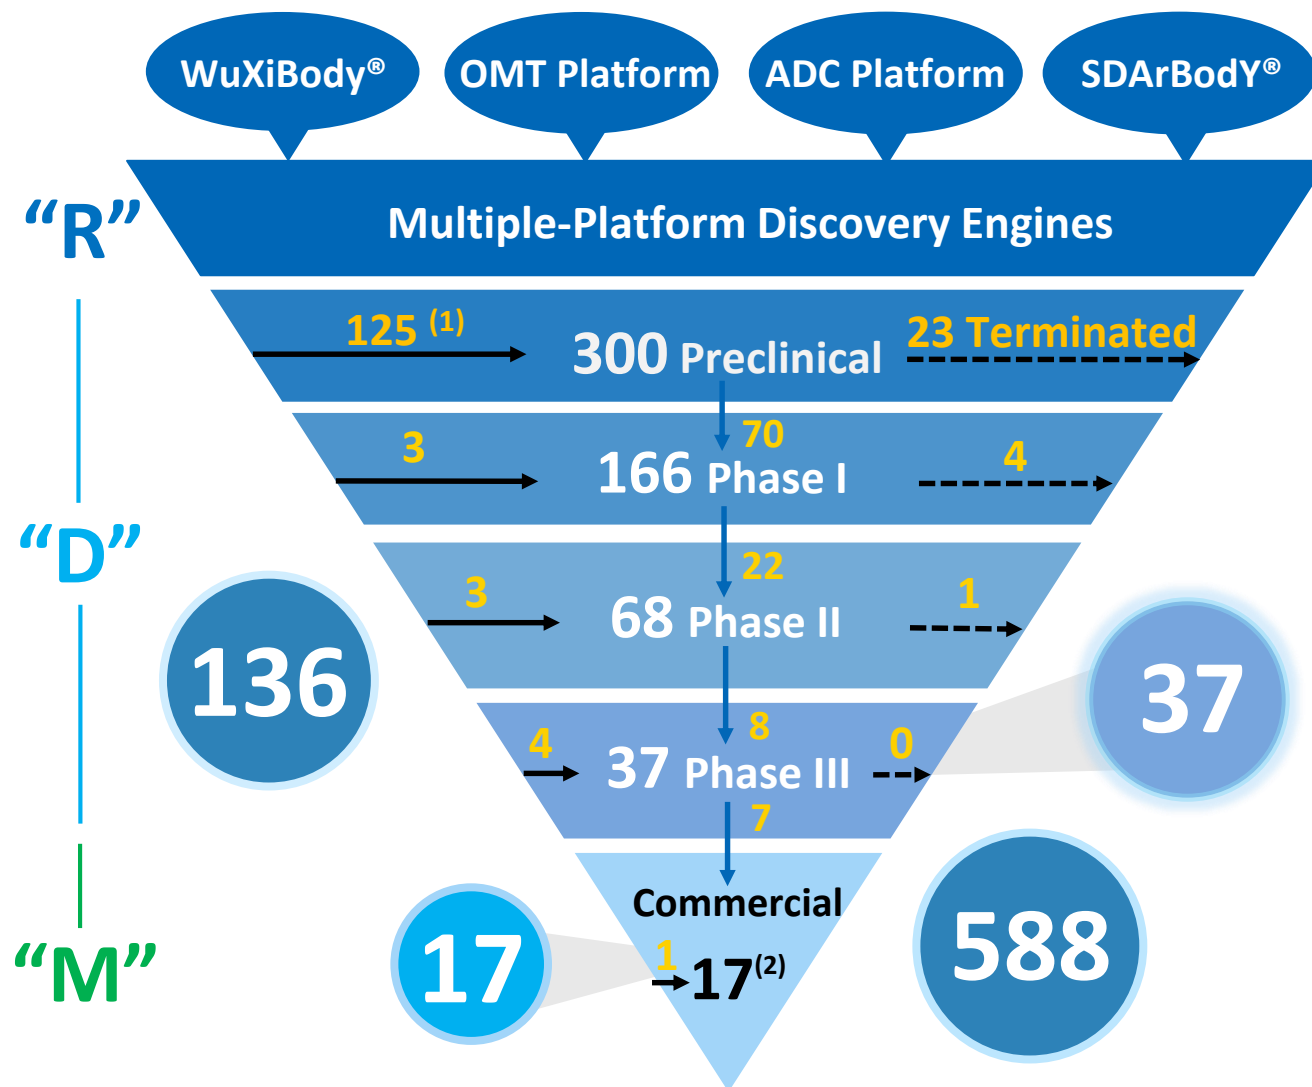 WuXiBody®
OMT Platform
ADC Platform
SDArBodY®
“R”
Multiple-Platform Discovery Engines
125 (1)
300 Preclinical
23 Terminated
70
3
166 Phase I
4
“D”
22
3
68 Phase II
1
136
37
8
4
37 Phase III
0
7
Commercial
17
1
17(2)
588
“M”